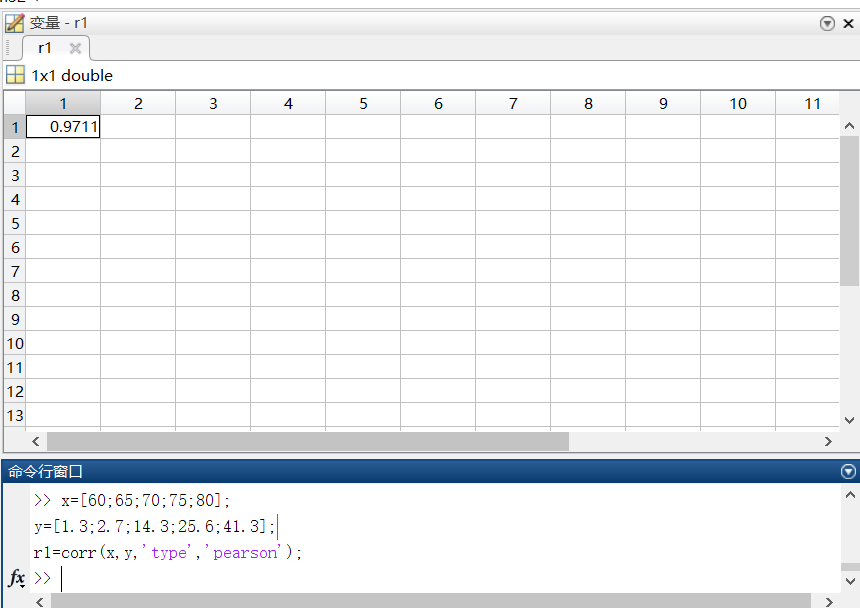 变量 - r1
r1
1x1 double
1 2 3 4 5 6 7 8 9 10 11
1 0.9711
2
3
4
5
6
7
8
9
10
11
12
13
命令行窗口
>> x=[60;65;70;75;80];
y=[1.3;2.7;14.3;25.6;41.3];
r1=corr(x,y,'type','pearson');
fx >>